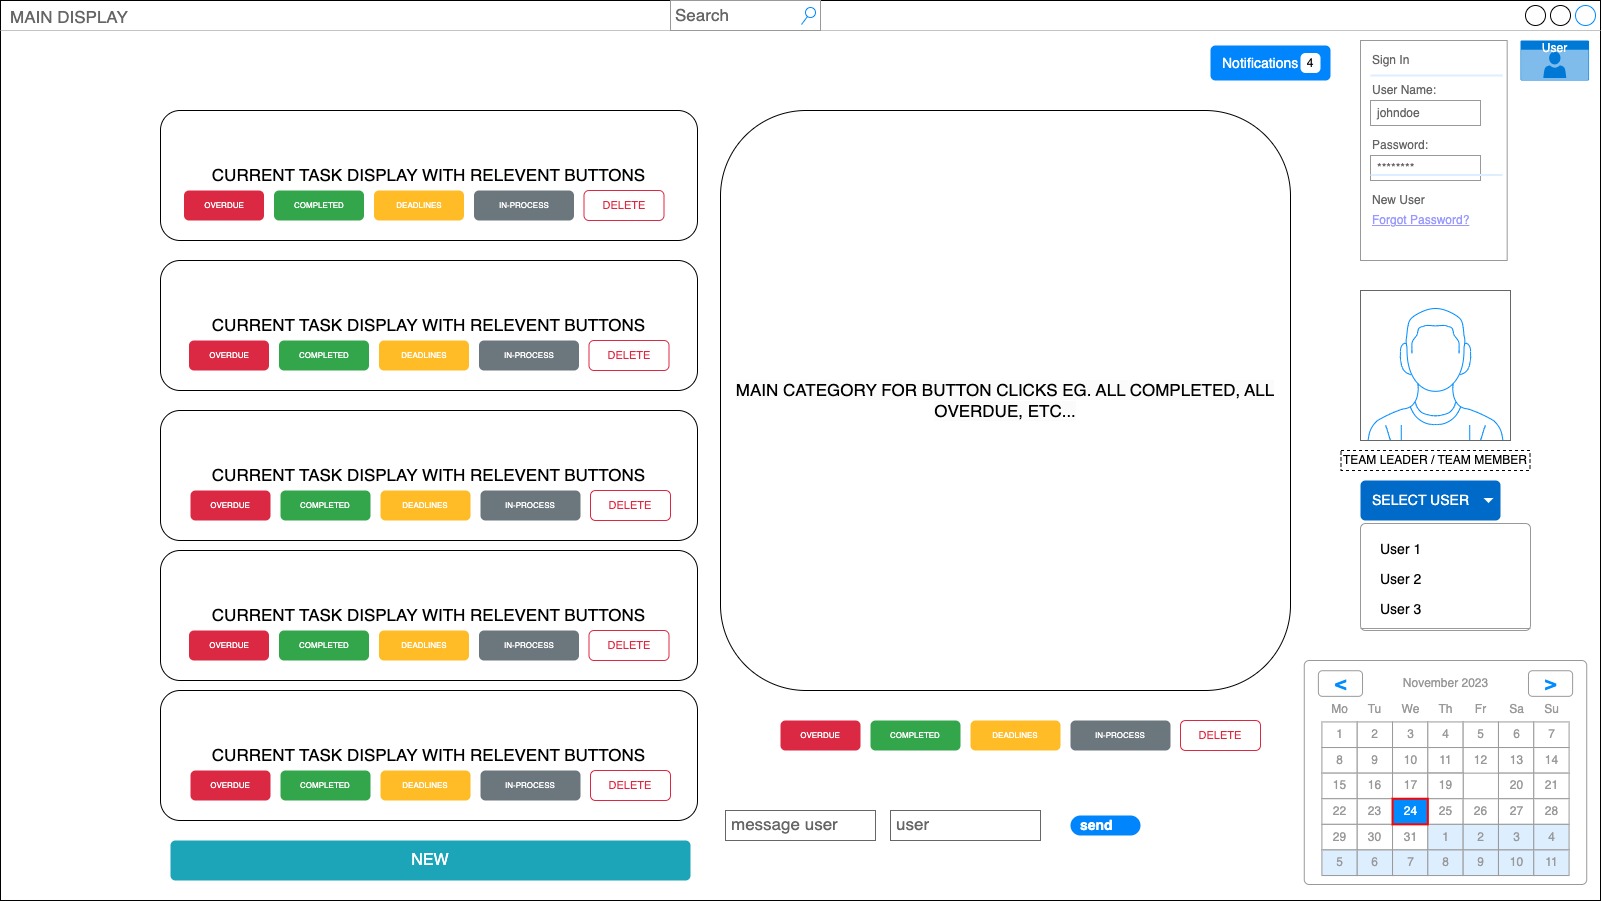 MAIN DISPLAY
Search
Notifications 4
User
Sign In
User Name:
johndoe
Password:
********
New User
Forgot Password?
CURRENT TASK DISPLAY WITH RELEVENT BUTTONS
OVERDUE COMPLETED DEADLINES IN-PROCESS DELETE
CURRENT TASK DISPLAY WITH RELEVENT BUTTONS
OVERDUE COMPLETED DEADLINES IN-PROCESS DELETE
CURRENT TASK DISPLAY WITH RELEVENT BUTTONS
OVERDUE COMPLETED DEADLINES IN-PROCESS DELETE
CURRENT TASK DISPLAY WITH RELEVENT BUTTONS
OVERDUE COMPLETED DEADLINES IN-PROCESS DELETE
CURRENT TASK DISPLAY WITH RELEVENT BUTTONS
OVERDUE COMPLETED DEADLINES IN-PROCESS DELETE
NEW
MAIN CATEGORY FOR BUTTON CLICKS EG. ALL COMPLETED, ALL
OVERDUE, ETC...
OVERDUE COMPLETED DEADLINES IN-PROCESS DELETE
message user
user
send
TEAM LEADER / TEAM MEMBER
SELECT USER
User 1
User 2
User 3
< November 2023 >
Mo Tu We Th Fr Sa Su
1 2 3 4 5 6 7
8 9 10 11 12 13 14
15 16 17 19 20 21
22 23 24 25 26 27 28
29 30 31 1 2 3 4
5 6 7 8 9 10 11